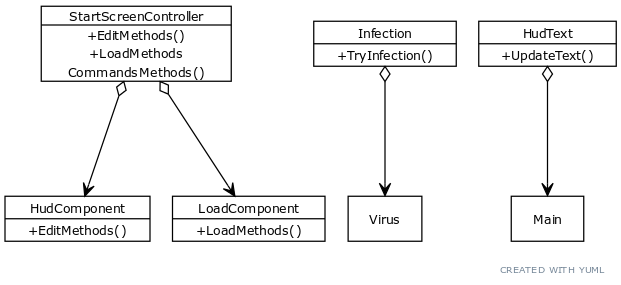 StartScreenController
+EditMethods()
+LoadMethods
CommandsMethods()
Infection
+TryInfection()
HudText
+UpdateText()
HudComponent
+EditMethods()
LoadComponent
+LoadMethods()
Virus
Main
CREATED WITH YUML